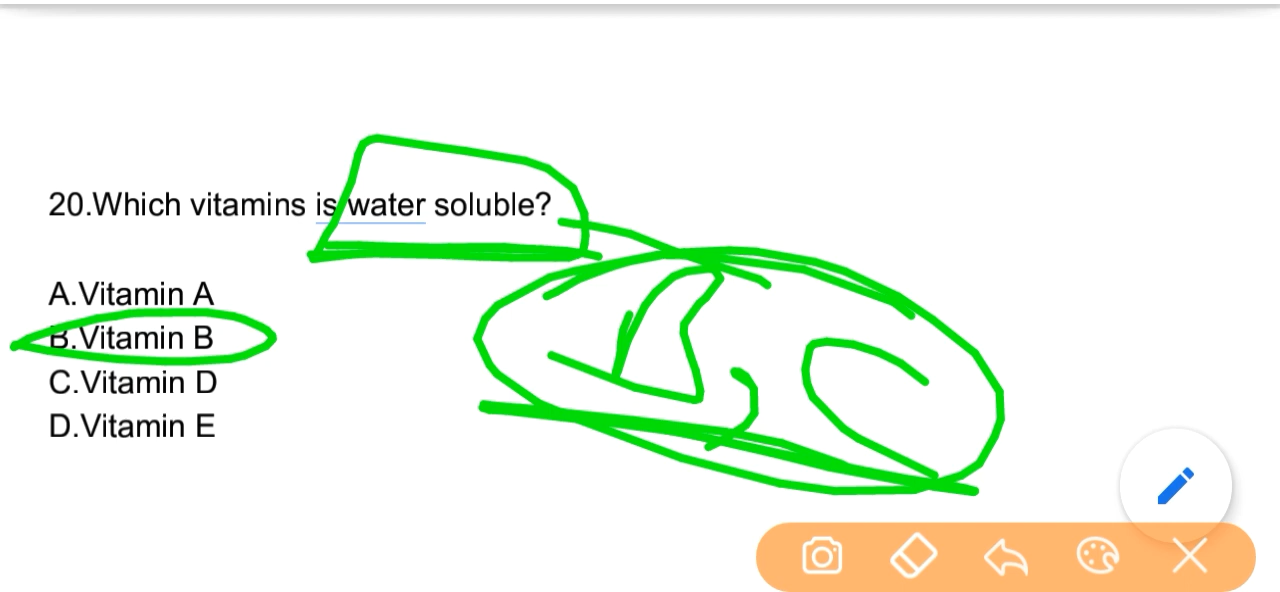 20.Which vitamins is water soluble?
A.Vitamin A
B.Vitamin B
C.Vitamin D
D.Vitamin E
B, C